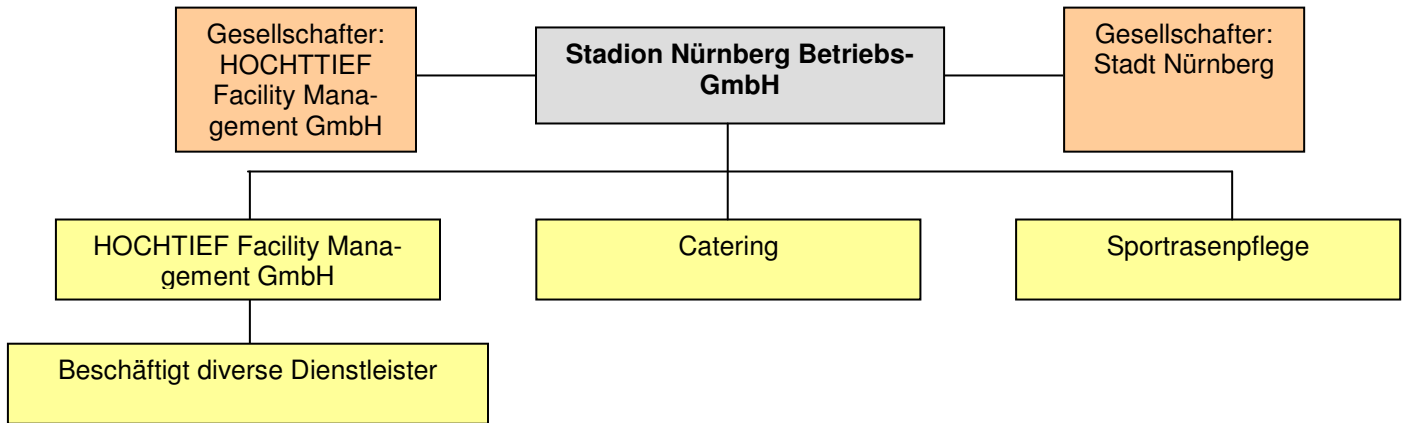 Gesellschafter:
HOCHTTIEF
Facility Mana-
gement GmbH
Stadion Nürnberg Betriebs-
GmbH
Gesellschafter:
Stadt Nürnberg
HOCHTIEF Facility Mana-
gement GmbH
Catering
Sportrasenpflege
Beschäftigt diverse Dienstleister